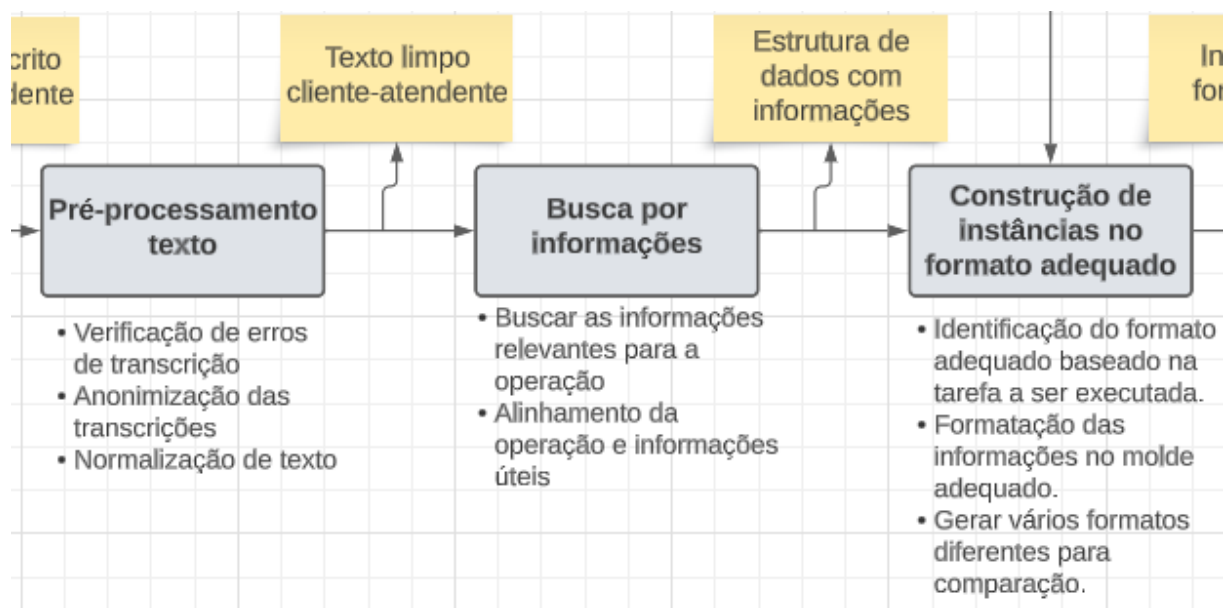 crito
dente
Texto limpo
cliente-atendente
Estrutura de
dados com
informações
In
for
Pré-processamento
texto
Busca por
informações
Construção de
instâncias no
formato adequado
• Verificação de erros
de transcrição
• Anonimização das
transcrições
• Normalização de texto
• Buscar as informações
relevantes para a
operação
• Alinhamento da
operação e informações
úteis
• Identificação do formato
adequado baseado na
tarefa a ser executada.
• Formatação das
informações no molde
adequado.
• Gerar vários formatos
diferentes para
comparação.